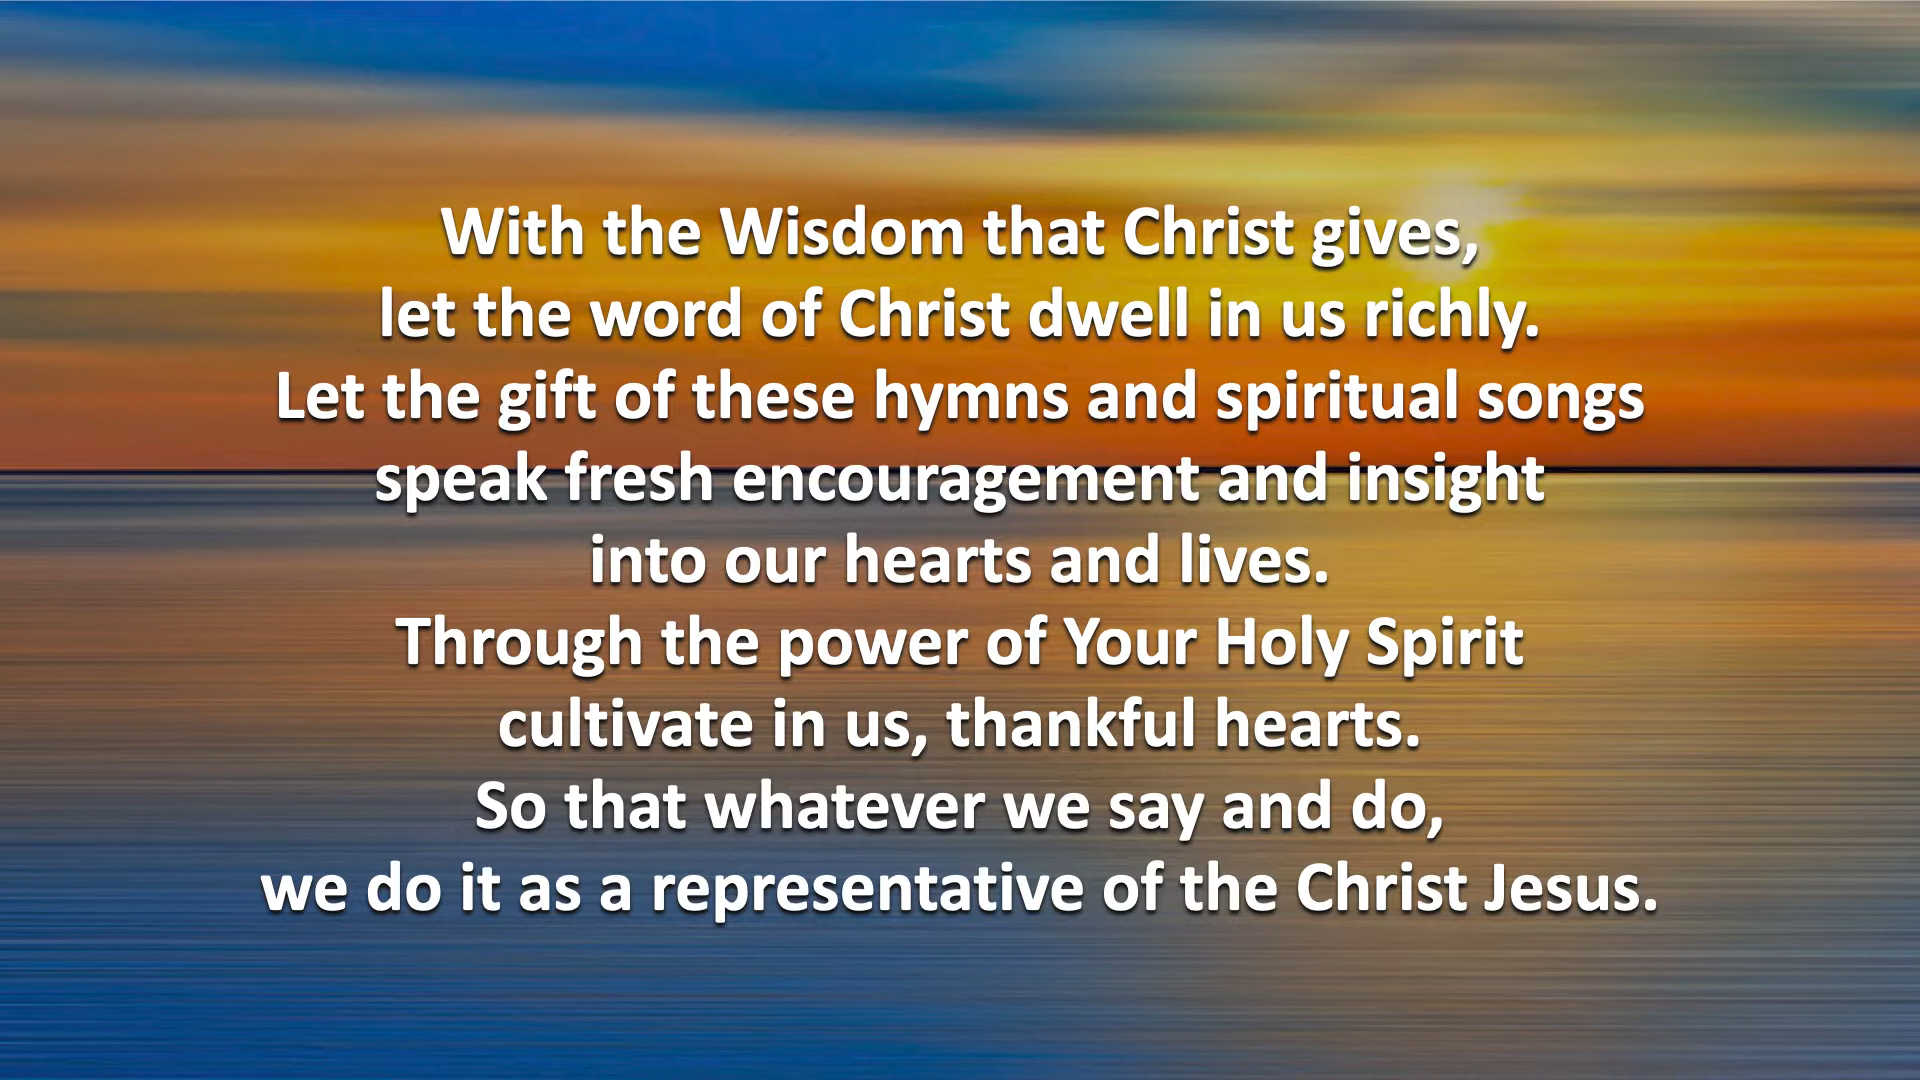 With the Wisdom that Christ gives,
let the word of Christ dwell in us richly.
Let the gift of these hymns and spiritual songs
speak fresh encouragement and insight
into our hearts and lives.
Through the power of Your Holy Spirit
cultivate in us, thankful hearts.
So that whatever we say and do,
we do it as a representative of the Christ Jesus.